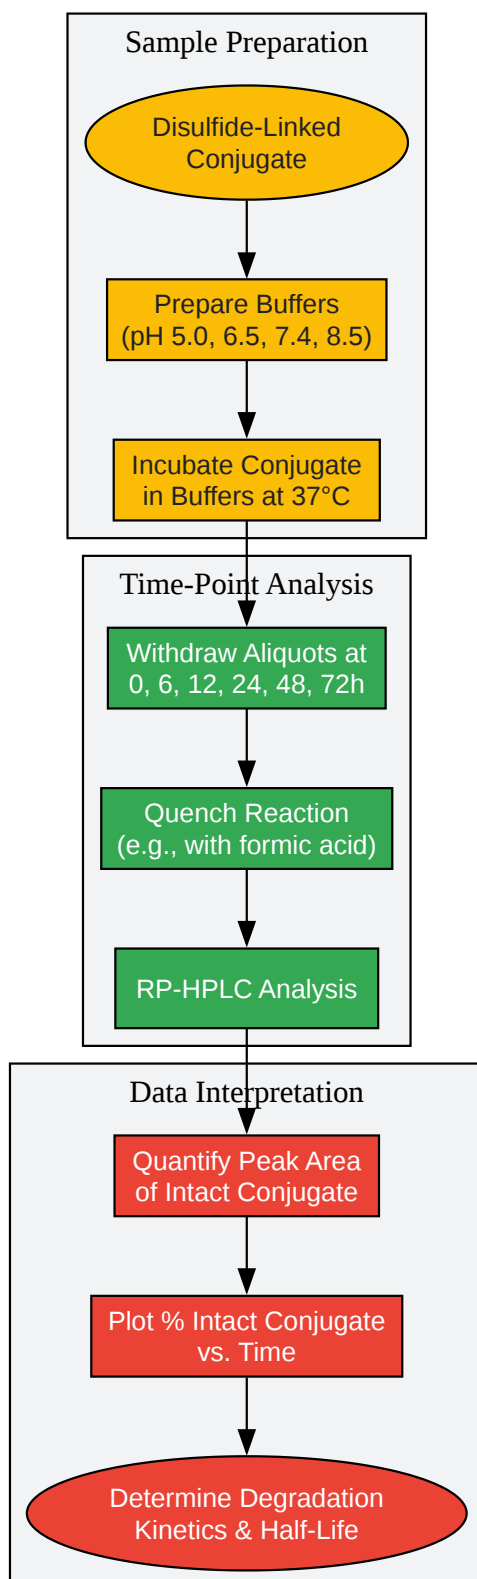 Sample Preparation
Disulfide-Linked
Conjugate
Prepare Buffers
(pH 5.0, 6.5, 7.4, 8.5)
Incubate Conjugate
in Buffers at 37°C
Time-Point Analysis
Withdraw Aliquots at
0, 6, 12, 24, 48, 72h
Quench Reaction
(e.g., with formic acid)
RP-HPLC Analysis
Data Interpretation
Quantify Peak Area
of Intact Conjugate
Plot % Intact Conjugate
vs. Time
Determine Degradation
Kinetics & Half-Life